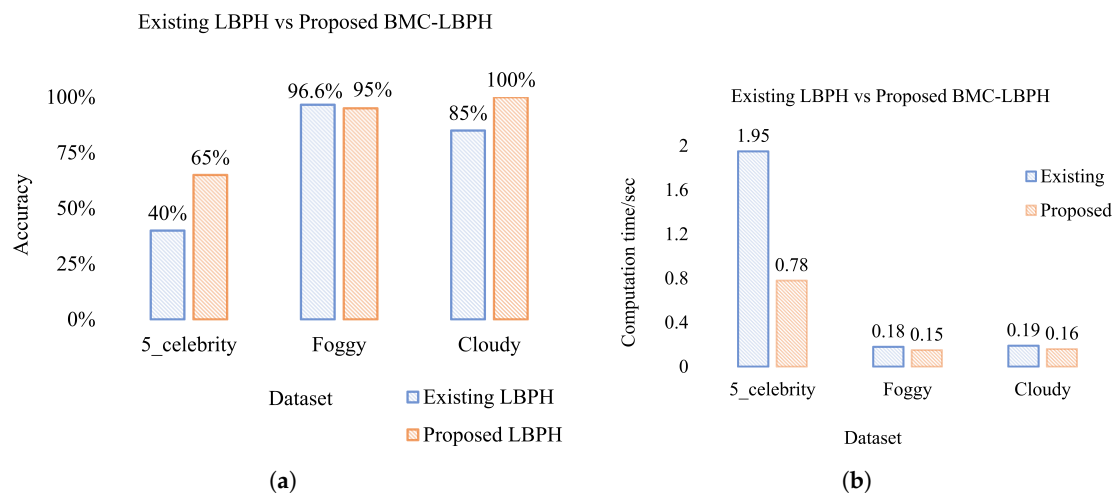 Existing LBPH vs Proposed BMC-LBPH
Accuracy
100%
75%
50%
25%
0%
40%
65%
96.6%
95%
85%
100%
5_celebrity
Foggy
Cloudy
Dataset
Existing LBPH
Proposed LBPH
(a)
Existing LBPH vs Proposed BMC-LBPH
Computation time/sec
2
1.6
1.2
0.8
0.4
0
1.95
0.78
0.18
0.15
0.19
0.16
5_celebrity
Foggy
Cloudy
Dataset
Existing
Proposed
(b)